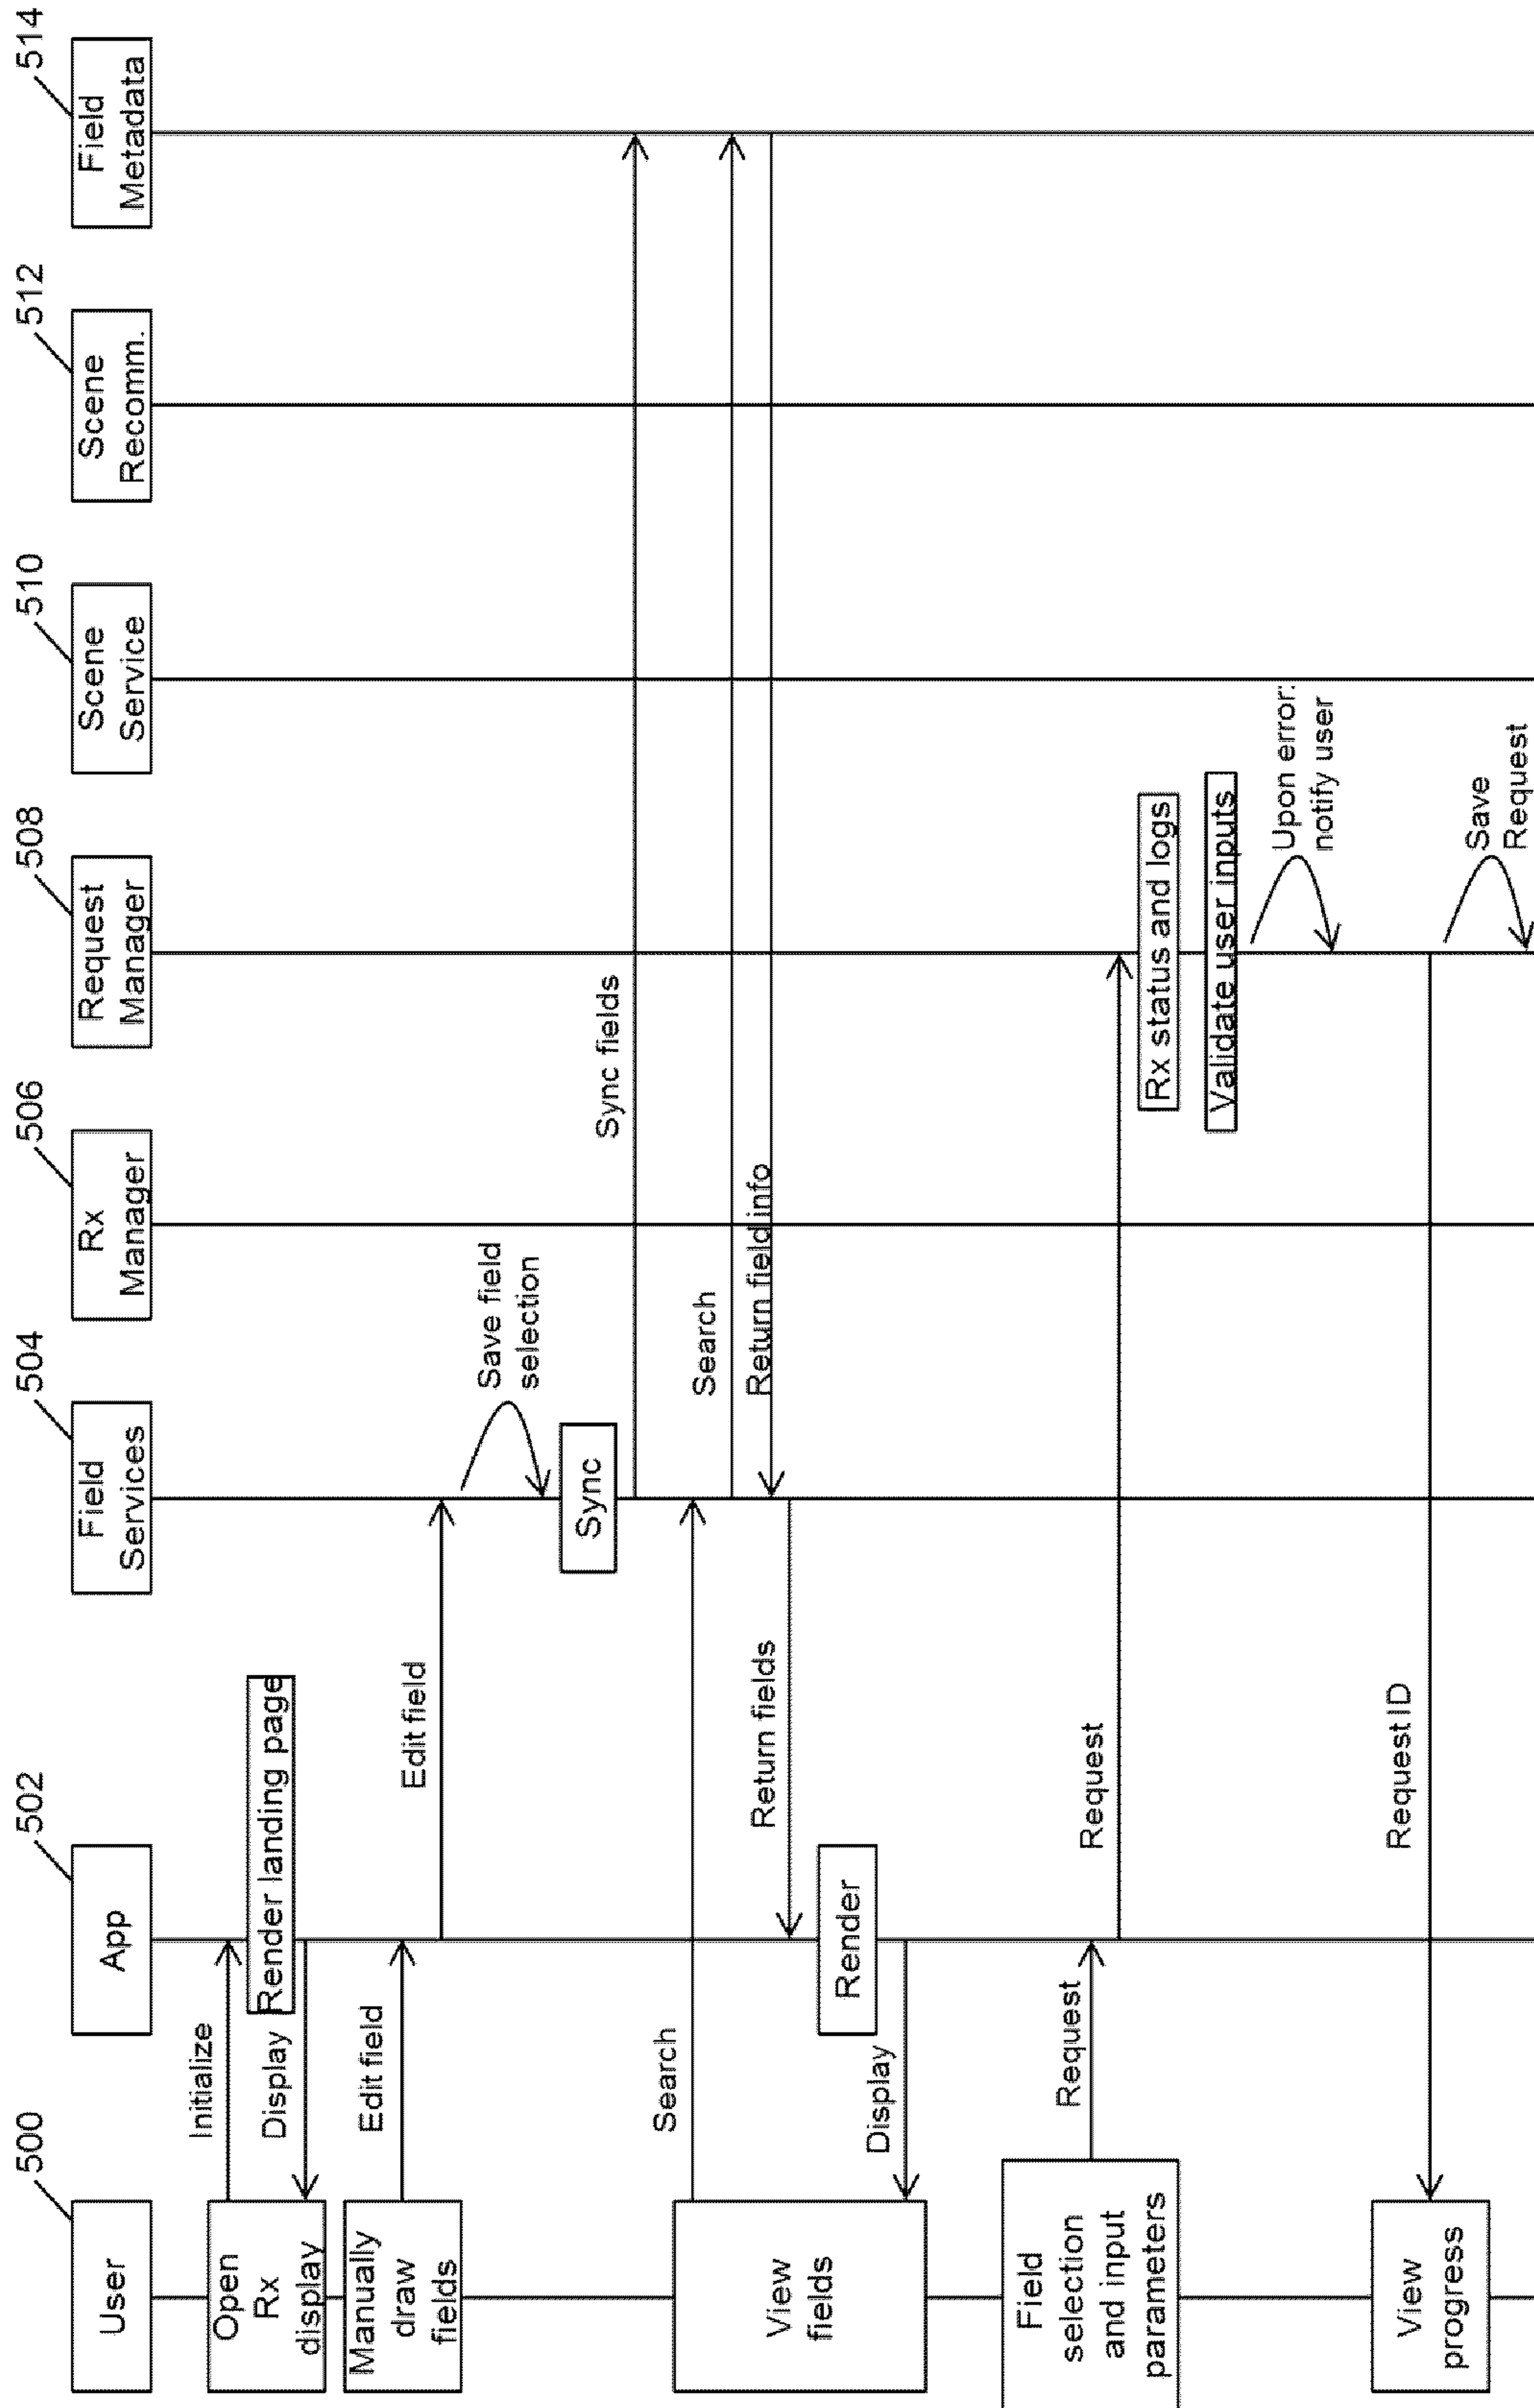 500
502
504
506
508
510
512
514
User
App
Field
Services
Rx
Manager
Request
Manager
Scene
Service
Scene
Recomm.
Field
Metadata
Open
Rx
display
Initialize
Render landing page
Display
Manually
draw
fields
Edit field
Edit field
Save field
selection
Sync
Sync fields
View
fields
Search
Search
Return field info
Return fields
Render
Display
Field
selection
and input
parameters
Request
Request
Rx status and logs
Validate user inputs
Upon error:
notify user
View
progress
Request ID
Save
Request